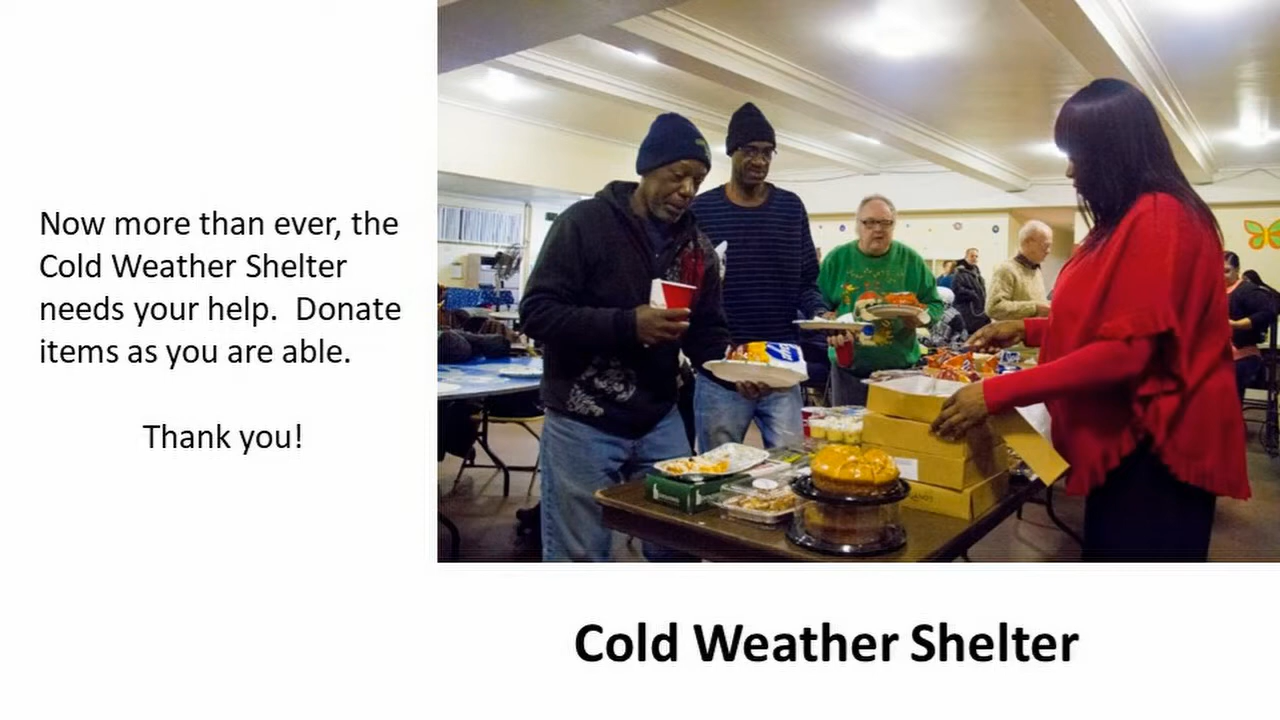 Now more than ever, the
Cold Weather Shelter
needs your help.  Donate
items as you are able.
Thank you!
Cold Weather Shelter